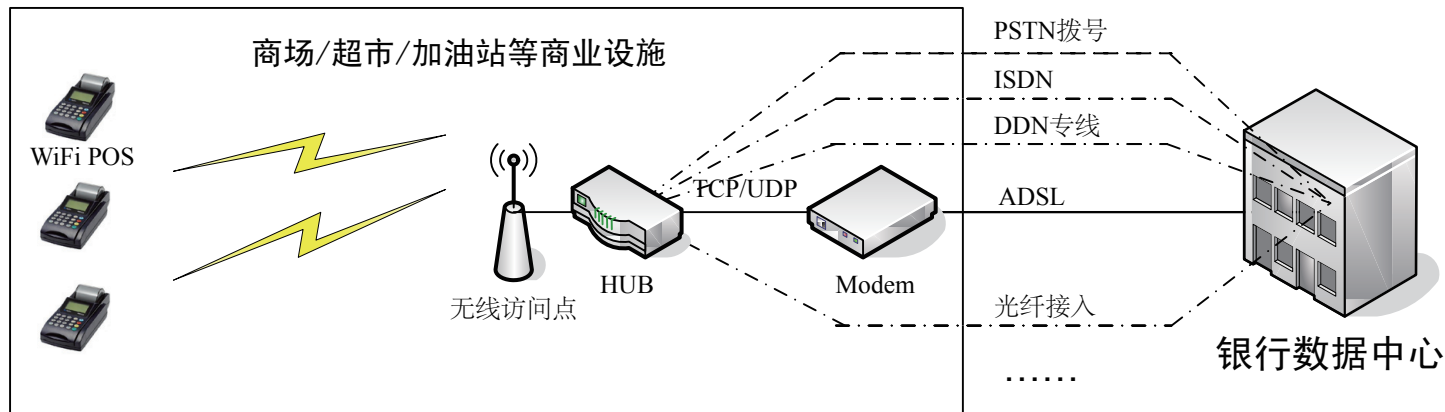 商场/超市/加油站等商业设施
WiFi POS
无线访问点
HUB
TCP/UDP
Modem
PSTN拨号
ISDN
DDN专线
ADSL
光纤接入
......
银行数据中心